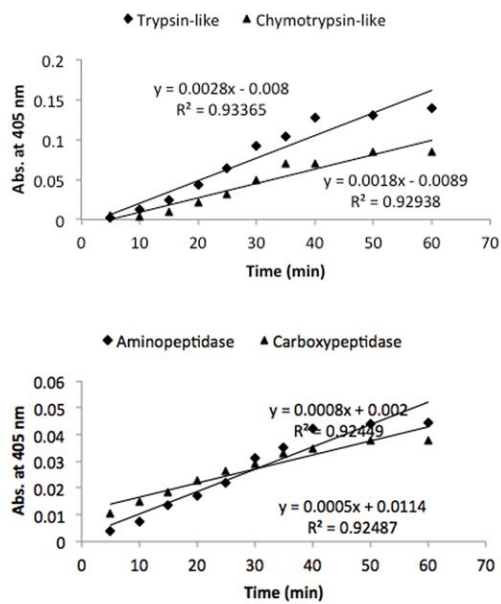 Trypsin-like Chymotrypsin-like
0.2
y = 0.0028x - 0.008
R² = 0.93365
0.15
0.1
0.05
0
Abs. at 405 nm
y = 0.0018x - 0.0089
R² = 0.92938
0 10 20 30 40 50 60 70
Time (min)
Aminopeptidase Carboxypeptidase
0.06
0.05
0.04
0.03
0.02
0.01
0
Abs. at 405 nm
y = 0.0008x + 0.002
R² = 0.92449
y = 0.0005x + 0.0114
R² = 0.92487
0 10 20 30 40 50 60 70
Time (min)